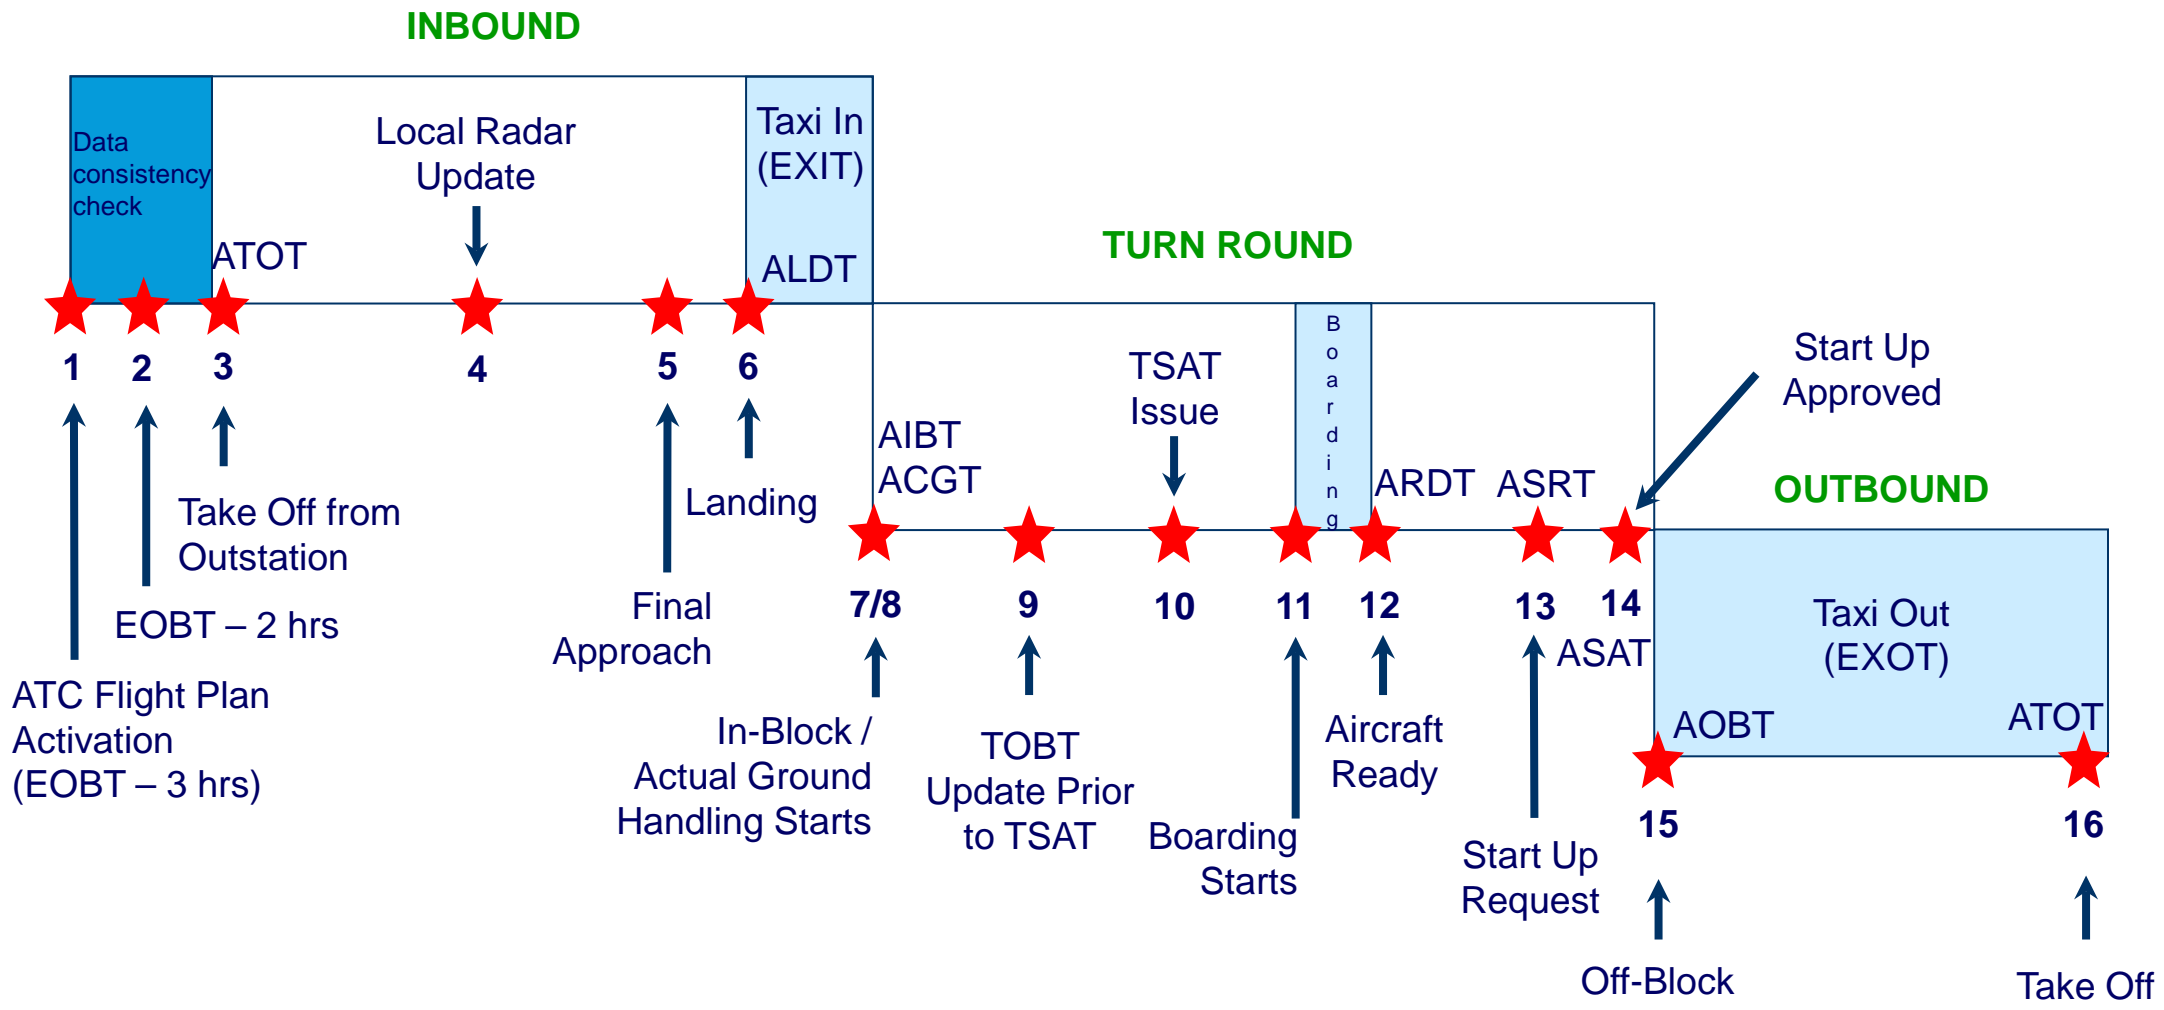 INBOUND
Data
consistency
check
Local Radar
Update
Taxi In
(EXIT)
ATOT
ALDT
1
2
3
4
5
6
Take Off from
Outstation
EOBT – 2 hrs
ATC Flight Plan
Activation
(EOBT – 3 hrs)
Final
Approach
Landing
TURN ROUND
Boarding
TSAT
Issue
AIBT
ACGT
ARDT
ASRT
Start Up
Approved
7/8
9
10
11
12
13
14
ASAT
In-Block /
Actual Ground
Handling Starts
TOBT
Update Prior
to TSAT
Boarding
Starts
Aircraft
Ready
Start Up
Request
OUTBOUND
Taxi Out
(EXOT)
AOBT
ATOT
15
16
Off-Block
Take Off